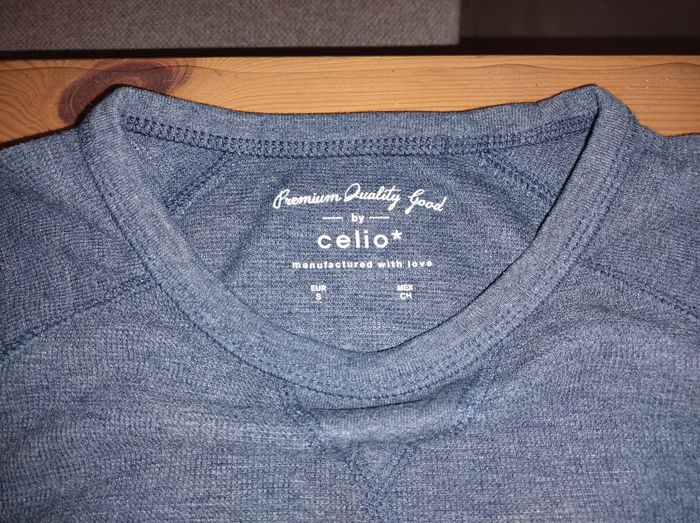 Premium Quality Good
by
celio*
manufactured with love
EUR MEX
S CH